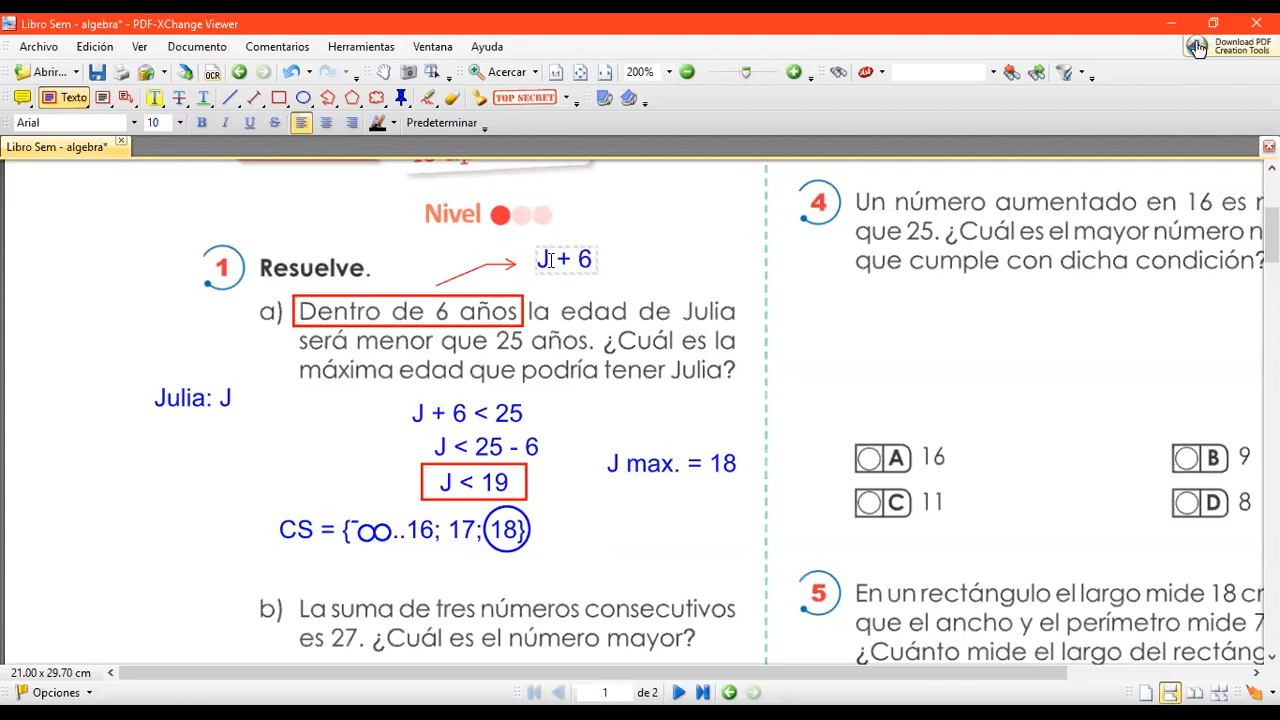 Libro Sem - algebra* - PDF-XChange Viewer
Archivo Edición Ver Documento Comentarios Herramientas Ventana Ayuda
Download PDF
Creation Tools
Abrir... OCR Acercar 200%
Texto TOP SECRET
Arial 10 B I U S Predeterminar
Libro Sem - algebra*
Nivel
1 Resuelve.
J + 6
a) Dentro de 6 años la edad de Julia
será menor que 25 años. ¿Cuál es la
máxima edad que podría tener Julia?
Julia: J
J + 6 < 25
J < 25 - 6
J < 19
J max. = 18
CS = {-∞..16; 17; 18}
b) La suma de tres números consecutivos
es 27. ¿Cuál es el número mayor?
4 Un número aumentado en 16 es
que 25. ¿Cuál es el mayor número
que cumple con dicha condición?
A 16
B 9
C 11
D 8
5 En un rectángulo el largo mide 18
que el ancho y el perímetro mide 7
¿Cuánto mide el largo del
21.00 x 29.70 cm
Opciones 1 de 2